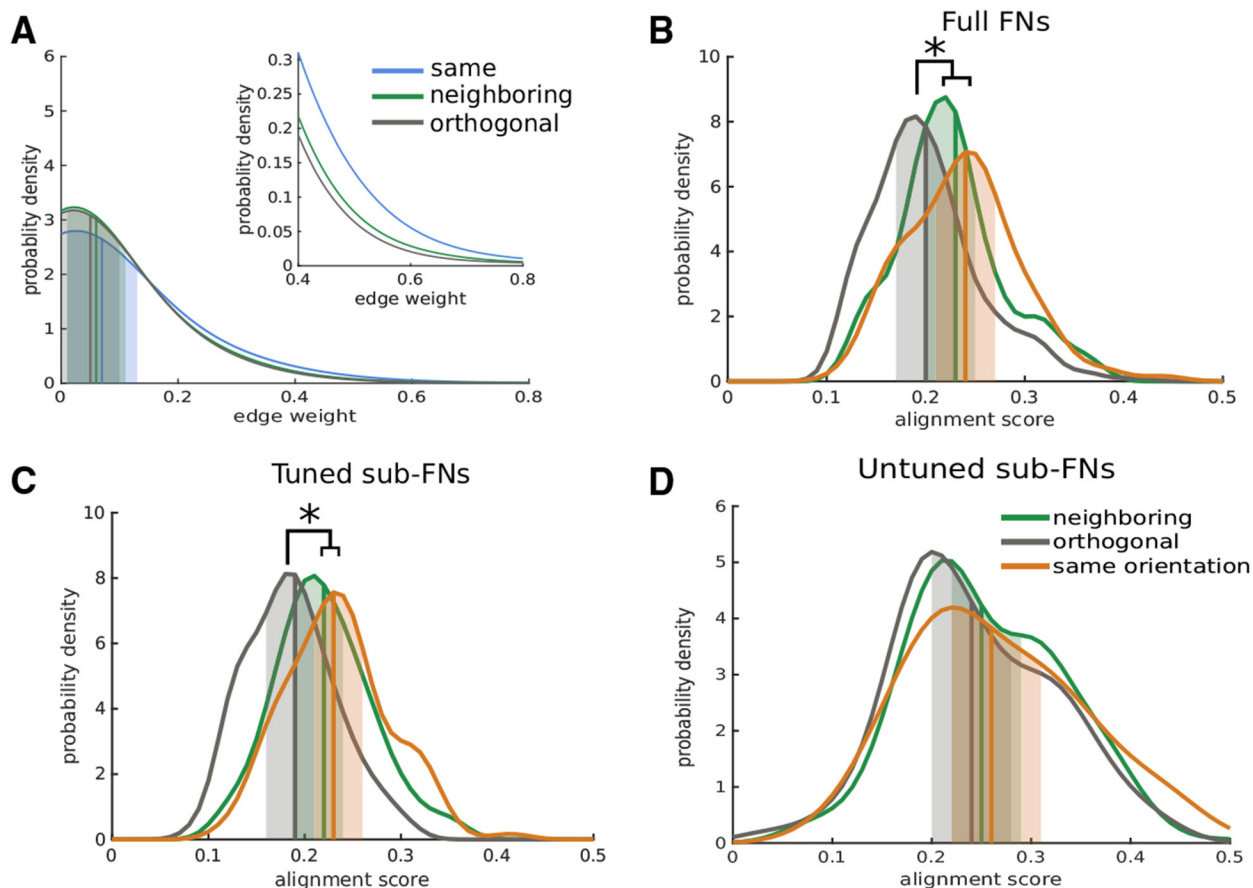 A
6
5
4
3
2
1
0
probablity density
0
0.2
0.4
0.6
0.8
edge weight
0.3
0.25
0.2
0.15
0.1
0.05
0
probablity density
0.4
0.6
0.8
edge weight
same
neighboring
orthogonal
B
Full FNs
*
10
8
6
4
2
0
probability density
0
0.1
0.2
0.3
0.4
0.5
alignment score
C
Tuned sub-FNs
*
10
8
6
4
2
0
probability density
0
0.1
0.2
0.3
0.4
0.5
alignment score
D
Untuned sub-FNs
6
5
4
3
2
1
0
probability density
0
0.1
0.2
0.3
0.4
0.5
alignment score
neighboring
orthogonal
same orientation